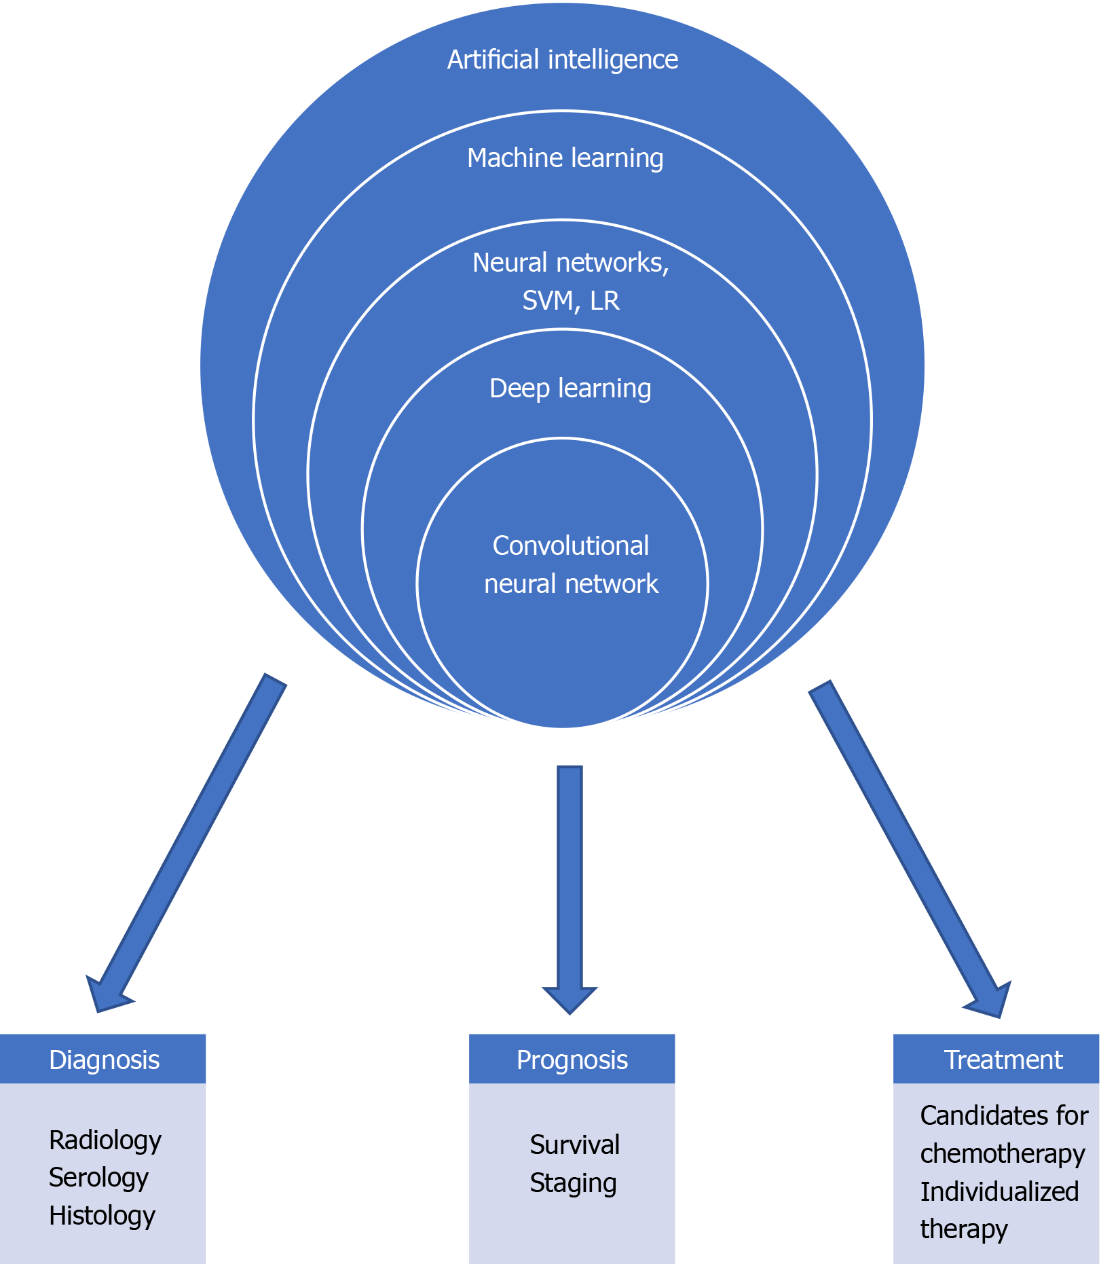 Artificial intelligence
Machine learning
Neural networks,
SVM, LR
Deep learning
Convolutional
neural network
Diagnosis
Radiology
Serology
Histology
Prognosis
Survival
Staging
Treatment
Candidates for
chemotherapy
Individualized
therapy